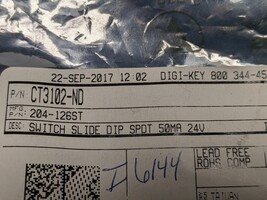 22-SEP-2017 12:02 DIGI-KEY 800 344-45
P/N CT3102-ND
MFG. P/N: 204-126ST
DESC SWITCH SLIDE DIP SPDT 50MA 24V
LEAD FREE
ROHS COMP
I6144
TAIWAN